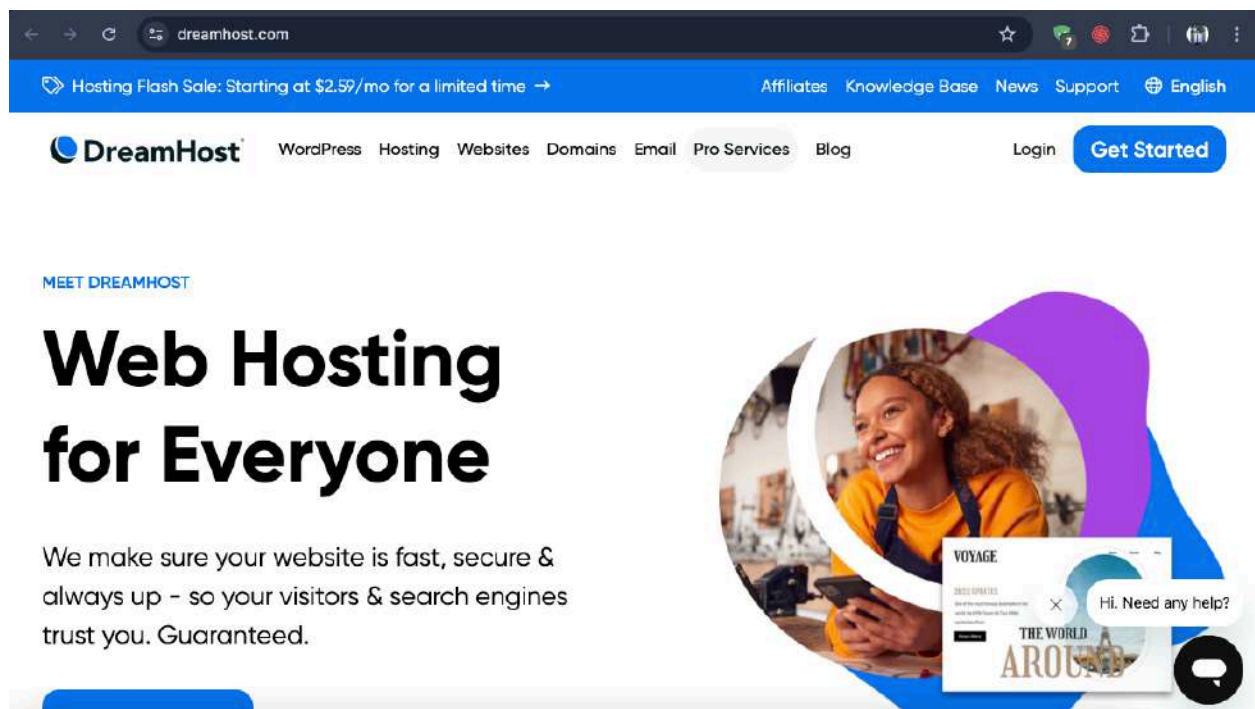 dreamhost.com
7
Hosting Flash Sale: Starting at $2.59/mo for a limited time →
Affiliates Knowledge Base News Support English
DreamHost
WordPress Hosting Websites Domains Email Pro Services Blog
Login Get Started
MEET DREAMHOST
Web Hosting
for Everyone
We make sure your website is fast, secure &
always up - so your visitors & search engines
trust you. Guaranteed.
VOYAGE
THE WORLD
AROUND
Hi. Need any help?